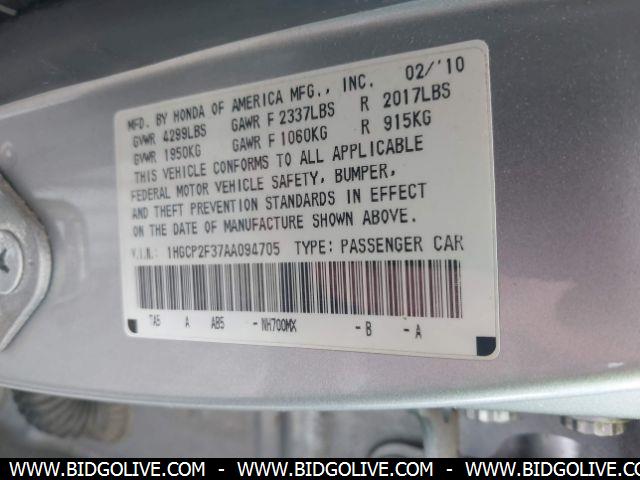 MFD. BY HONDA OF AMERICA MFG., INC. 02/'10
GVWR 4299LBS GAWR F 2337LBS R 2017LBS
GVWR 1950KG GAWR F 1060KG R 915KG
THIS VEHICLE CONFORMS TO ALL APPLICABLE
FEDERAL MOTOR VEHICLE SAFETY, BUMPER,
AND THEFT PREVENTION STANDARDS IN EFFECT
ON THE DATE OF MANUFACTURE SHOWN ABOVE.
V.I.N.: 1HGCP2F37AA094705 TYPE: PASSENGER CAR
TA5 A AB5 - NH700MX - B - A
WWW.BIDGOLIVE.COM - WWW.BIDGOLIVE.COM - WWW.BIDGOLIVE.COM